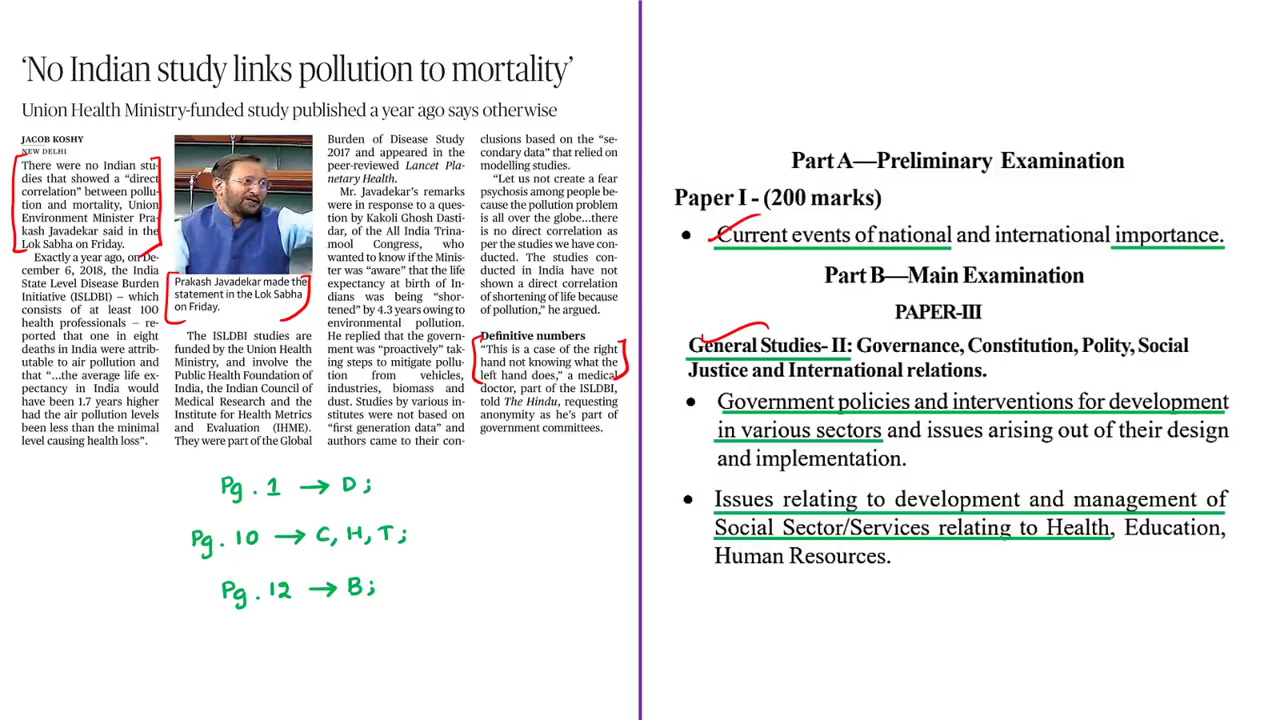 ‘No Indian study links pollution to mortality’
Union Health Ministry-funded study published a year ago says otherwise
JACOB KOSHY
NEW DELHI
There were no Indian stu-
dies that showed a “direct
correlation” between pollu-
tion and mortality, Union
Environment Minister Pra-
kash Javadekar said in the
Lok Sabha on Friday.
Exactly a year ago, on De-
cember 6, 2018, the India
State Level Disease Burden
Initiative (ISLDBI) – which
consists of at least 100
health professionals – re-
ported that one in eight
deaths in India were attrib-
utable to air pollution and
that “...the average life ex-
pectancy in India would
have been 1.7 years higher
had the air pollution levels
been less than the minimal
level causing health loss”.
Prakash Javadekar made the
statement in the Lok Sabha
on Friday.
The ISLDBI studies are
funded by the Union Health
Ministry, and involve the
Public Health Foundation of
India, the Indian Council of
Medical Research and the
Institute for Health Metrics
and Evaluation (IHME).
They were part of the Global
Burden of Disease Study
2017 and appeared in the
peer-reviewed Lancet Pla-
netary Health.
Mr. Javadekar’s remarks
were in response to a ques-
tion by Kakoli Ghosh Dasti-
dar, of the All India Trina-
mool Congress, who
wanted to know if the Minis-
ter was “aware” that the life
expectancy at birth of In-
dians was being “shor-
tened” by 4.3 years owing to
environmental pollution.
He replied that the govern-
ment was “proactively” tak-
ing steps to mitigate pollu-
tion from vehicles,
industries, biomass and
dust. Studies by various in-
stitutes were not based on
“first generation data” and
authors came to their con-
clusions based on the “se-
condary data” that relied on
modelling studies.
“Let us not create a fear
psychosis among people be-
cause the pollution problem
is all over the globe...there
is no direct correlation as
per the studies we have con-
ducted. The studies con-
ducted in India have not
shown a direct correlation
of shortening of life because
of pollution,” he argued.
Definitive numbers
“This is a case of the right
hand not knowing what the
left hand does,” a medical
doctor, part of the ISLDBI,
told The Hindu, requesting
anonymity as he’s part of
government committees.
Pg. 1 → D;
Pg. 10 → C, H, T;
Pg. 12 → B;
Part A—Preliminary Examination
Paper I - (200 marks)
• Current events of national and international importance.
Part B—Main Examination
PAPER-III
General Studies- II: Governance, Constitution, Polity, Social
Justice and International relations.
• Government policies and interventions for development
in various sectors and issues arising out of their design
and implementation.
• Issues relating to development and management of
Social Sector/Services relating to Health, Education,
Human Resources.